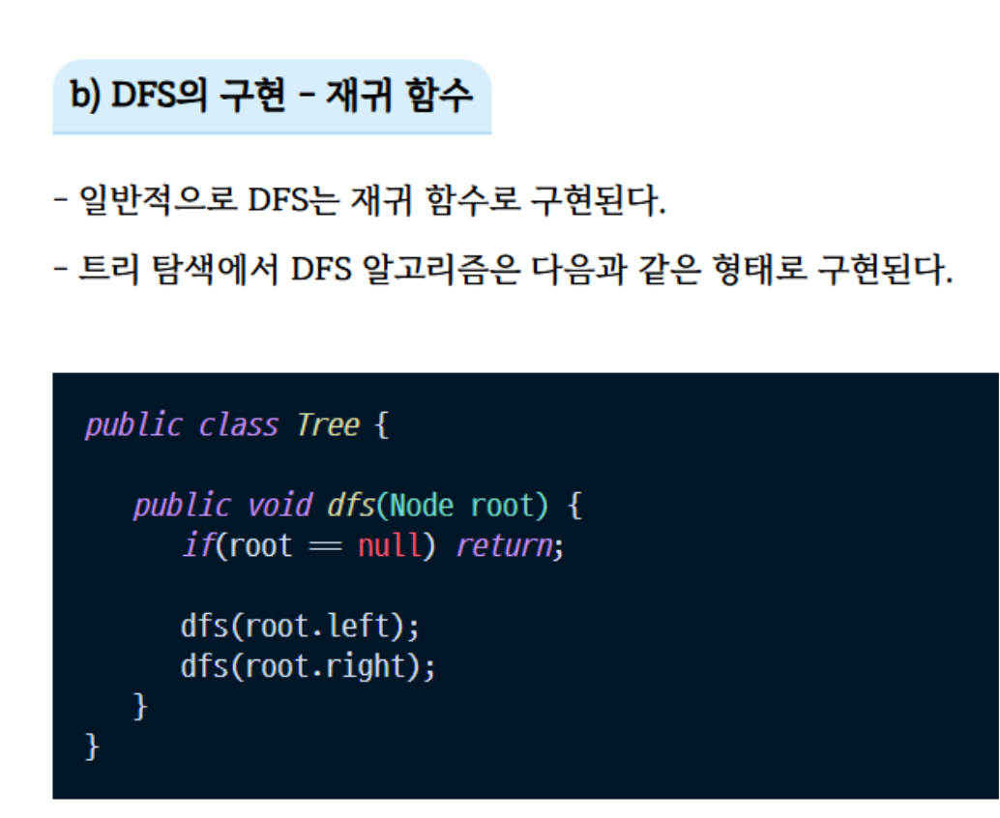 b) DFS의 구현 - 재귀 함수
- 일반적으로 DFS는 재귀 함수로 구현된다.
- 트리 탐색에서 DFS 알고리즘은 다음과 같은 형태로 구현된다.
public class Tree {
public void dfs(Node root) {
if(root == null) return;
dfs(root.left);
dfs(root.right);
}
}